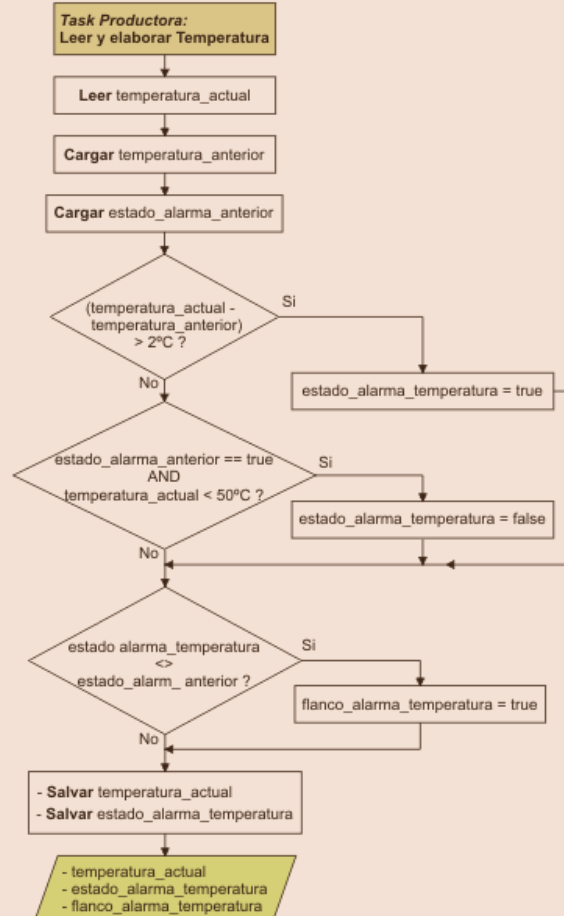 Task Productora:
Leer y elaborar Temperatura
Leer temperatura_actual
Cargar temperatura_anterior
Cargar estado_alarma_anterior
(temperatura_actual -
temperatura_anterior)
> 2ºC ?
Si
No
estado_alarma_temperatura = true
estado_alarma_anterior == true
AND
temperatura_actual < 50ºC ?
Si
No
estado_alarma_temperatura = false
estado alarma_temperatura
<>
estado_alarm_ anterior ?
Si
No
flanco_alarma_temperatura = true
- Salvar temperatura_actual
- Salvar estado_alarma_temperatura
- temperatura_actual
- estado_alarma_temperatura
- flanco_alarma_temperatura